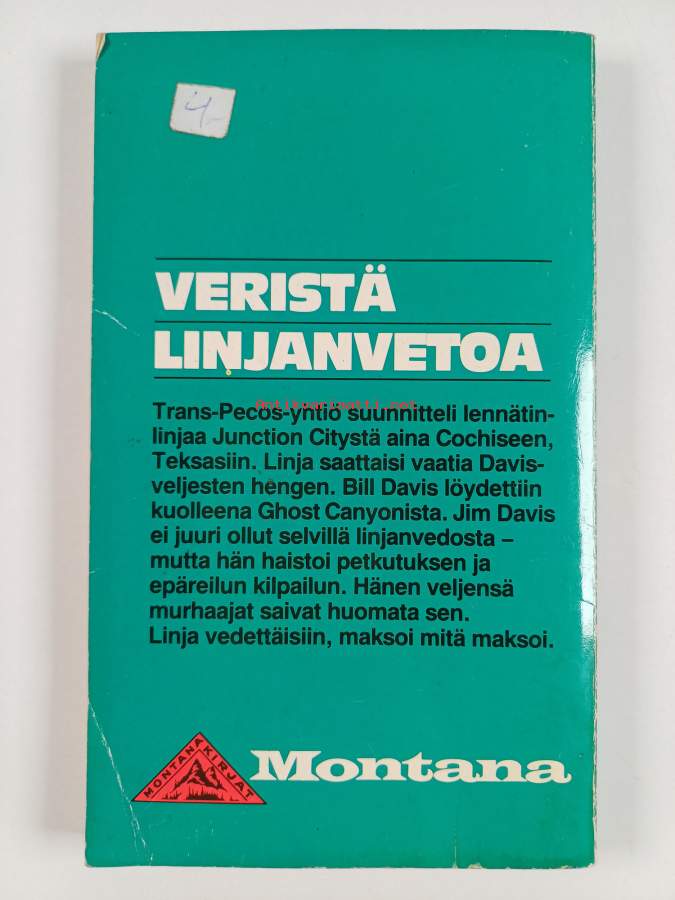 4,-
VERISTÄ
LINJANVETOA
Trans-Pecos-yhtiö suunnitteli lennätin-
linjaa Junction Citystä aina Cochiseen,
Teksasiin. Linja saattaisi vaatia Davis-
veljesten hengen. Bill Davis löydettiin
kuolleena Ghost Canyonista. Jim Davis
ei juuri ollut selvillä linjanvedosta –
mutta hän haistoi petkutuksen ja
epäreilun kilpailun. Hänen veljensä
murhaajat saivat huomata sen.
Linja vedettäisiin, maksoi mitä maksoi.
MONTANA KIRJAT
Montana
Antikvariaatti.net